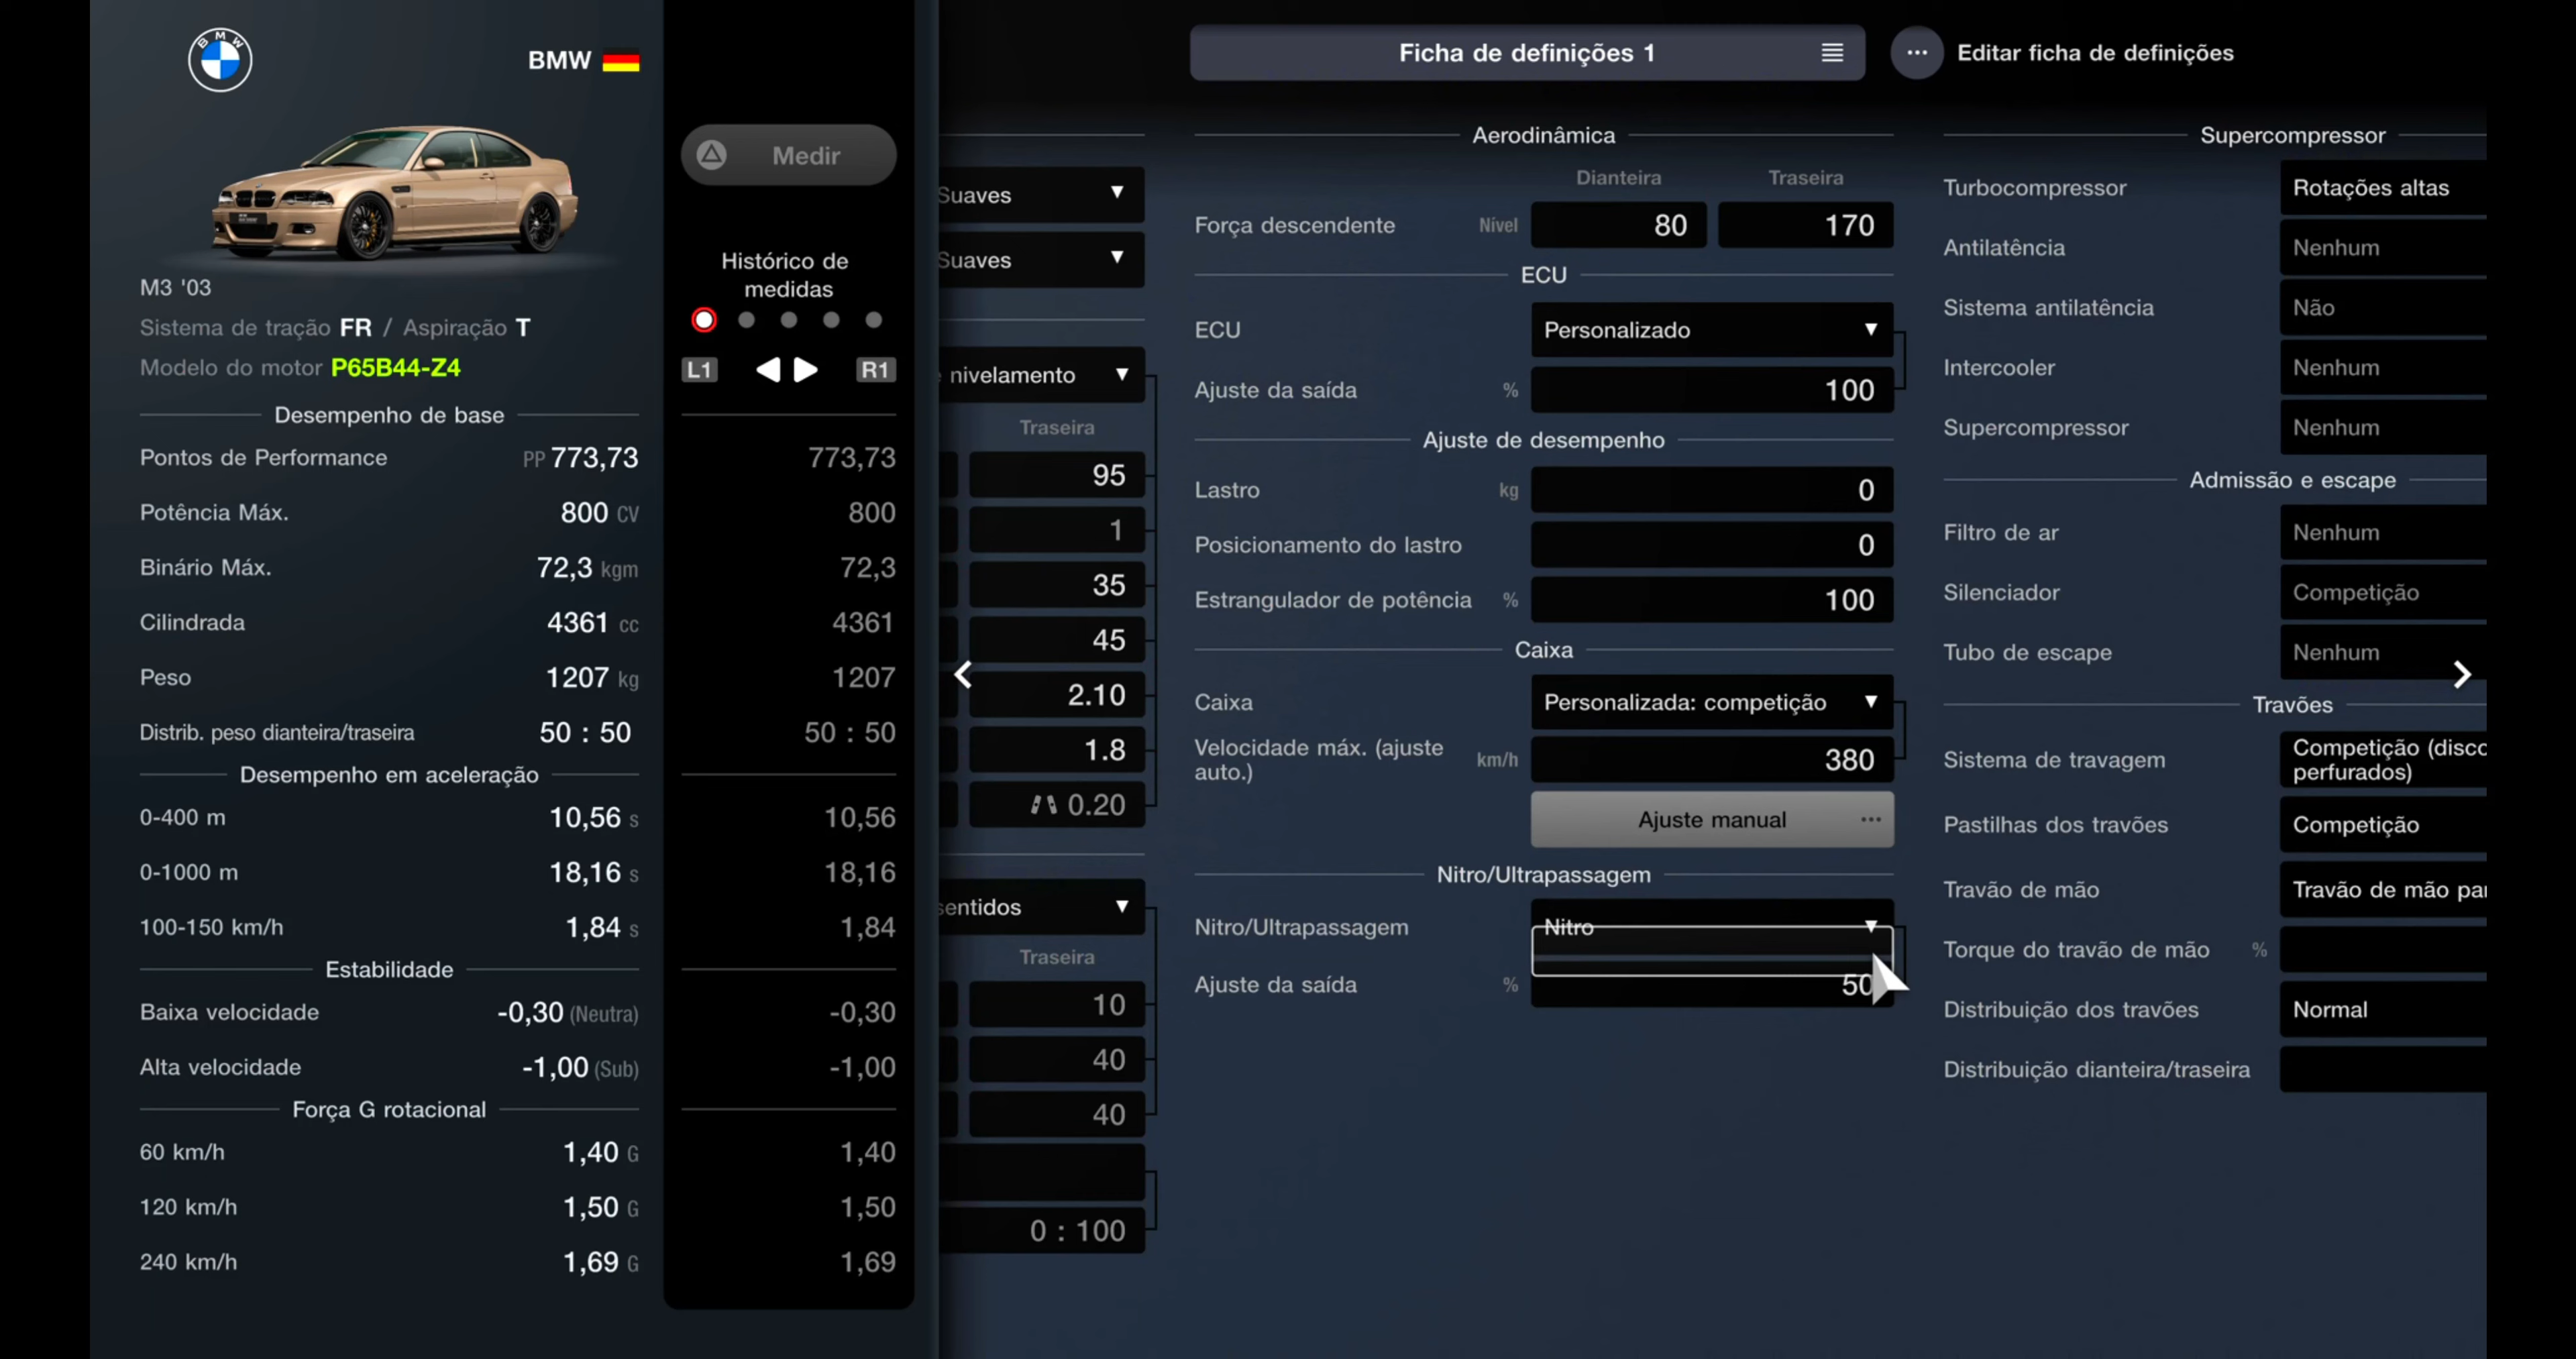 BMW
M3 '03
Sistema de tração FR / Aspiração T
Modelo do motor P65B44-Z4
Desempenho de base
Pontos de Performance PP 773,73
Potência Máx. 800 CV
Binário Máx. 72,3 kgm
Cilindrada 4361 cc
Peso 1207 kg
Distrib. peso dianteira/traseira 50 : 50
Desempenho em aceleração
0-400 m 10,56 s
0-1000 m 18,16 s
100-150 km/h 1,84 s
Estabilidade
Baixa velocidade -0,30 (Neutra)
Alta velocidade -1,00 (Sub)
Força G rotacional
60 km/h 1,40 G
120 km/h 1,50 G
240 km/h 1,69 G
Medir
Histórico de
medidas
L1 R1
773,73
800
72,3
4361
1207
50 : 50
10,56
18,16
1,84
-0,30
-1,00
1,40
1,50
1,69
Suaves
Suaves
nivelamento
Traseira
95
1
35
45
2.10
1.8
0.20
sentidos
Traseira
10
40
40
0 : 100
Ficha de definições 1
Editar ficha de definições
Aerodinâmica
Dianteira Traseira
Força descendente Nível 80 170
ECU
ECU Personalizado
Ajuste da saída % 100
Ajuste de desempenho
Lastro kg 0
Posicionamento do lastro 0
Estrangulador de potência % 100
Caixa
Caixa Personalizada: competição
Velocidade máx. (ajuste
auto.) km/h 380
Ajuste manual
Nitro/Ultrapassagem
Nitro/Ultrapassagem Nitro
Ajuste da saída % 50
Supercompressor
Turbocompressor Rotações altas
Antilatência Nenhum
Sistema antilatência Não
Intercooler Nenhum
Supercompressor Nenhum
Admissão e escape
Filtro de ar Nenhum
Silenciador Competição
Tubo de escape Nenhum
Travões
Sistema de travagem Competição (disco
perfurados)
Pastilhas dos travões Competição
Travão de mão Travão de mão pa
Torque do travão de mão %
Distribuição dos travões Normal
Distribuição dianteira/traseira